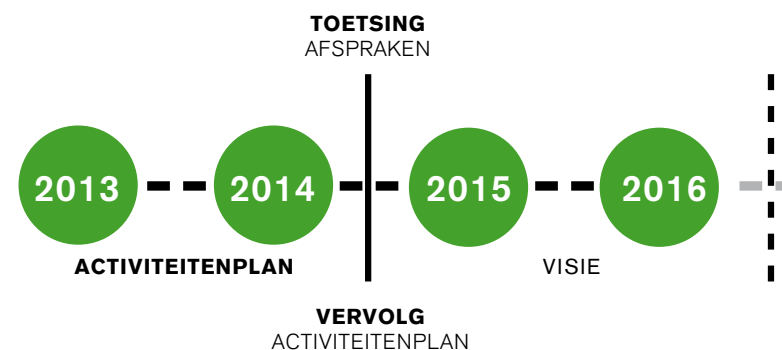 TOETSING
AFSPRAKEN
2013
2014
2015
2016
ACTIVITEITENPLAN
VISIE
VERVOLG
ACTIVITEITENPLAN